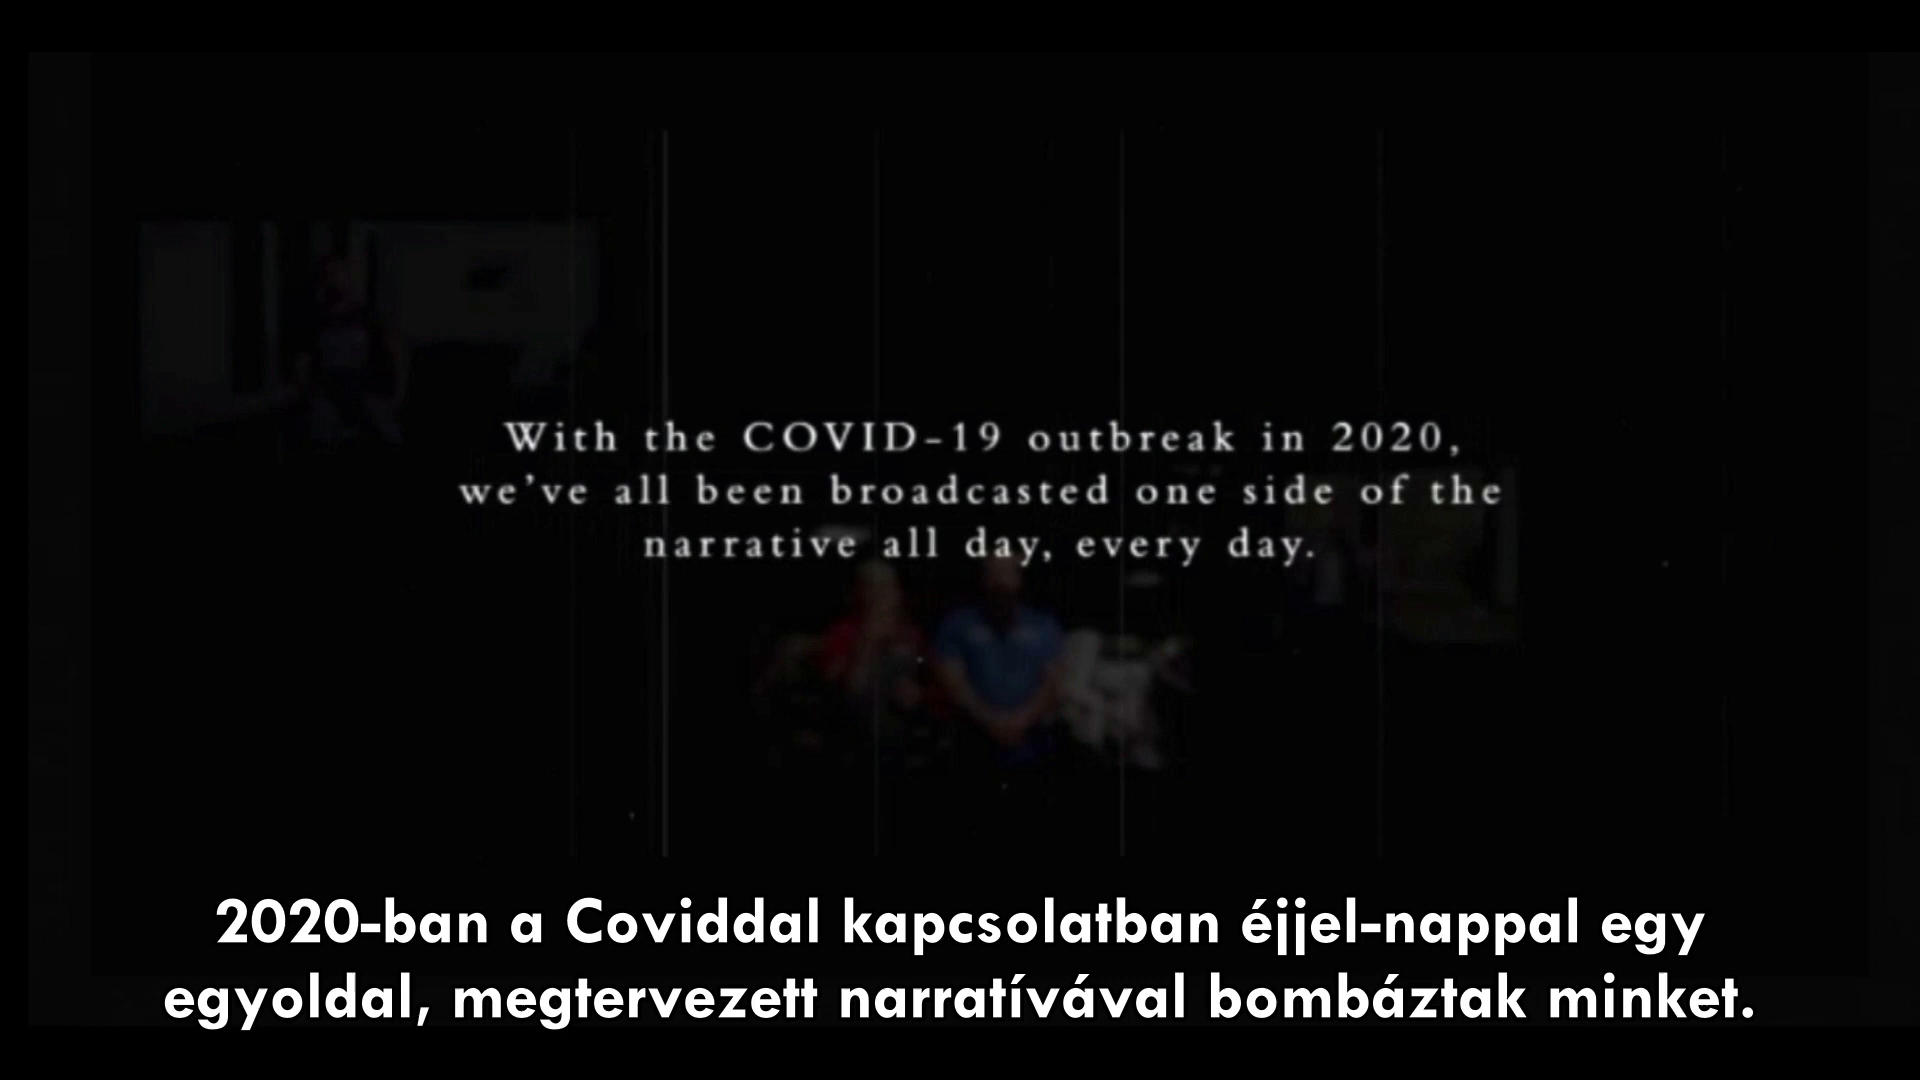 With the COVID-19 outbreak in 2020,
we've all been broadcasted one side of the
narrative all day, every day.
2020-ban a Coviddal kapcsolatban éjjel-nappal egy
egyoldal, megtervezett narratívával bombáztak minket.